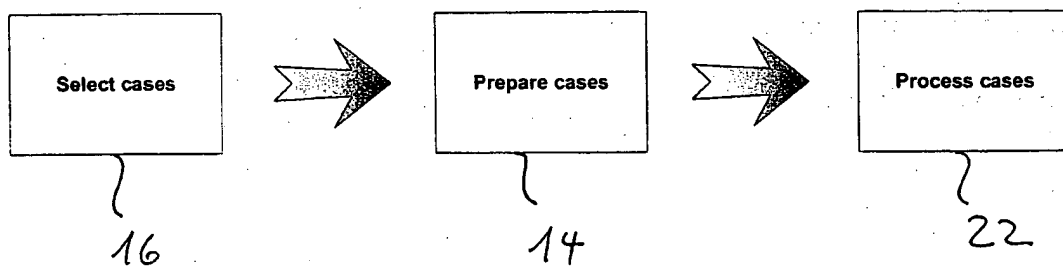 Select cases
Prepare cases
Process cases
16
14
22